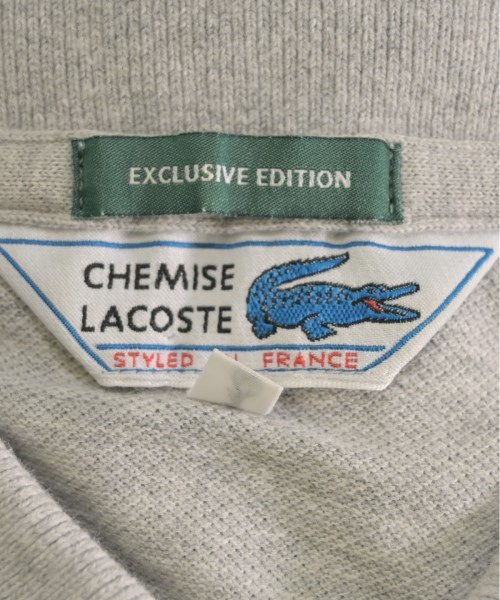 EXCLUSIVE EDITION
CHEMISE
LACOSTE
STYLED FRANCE